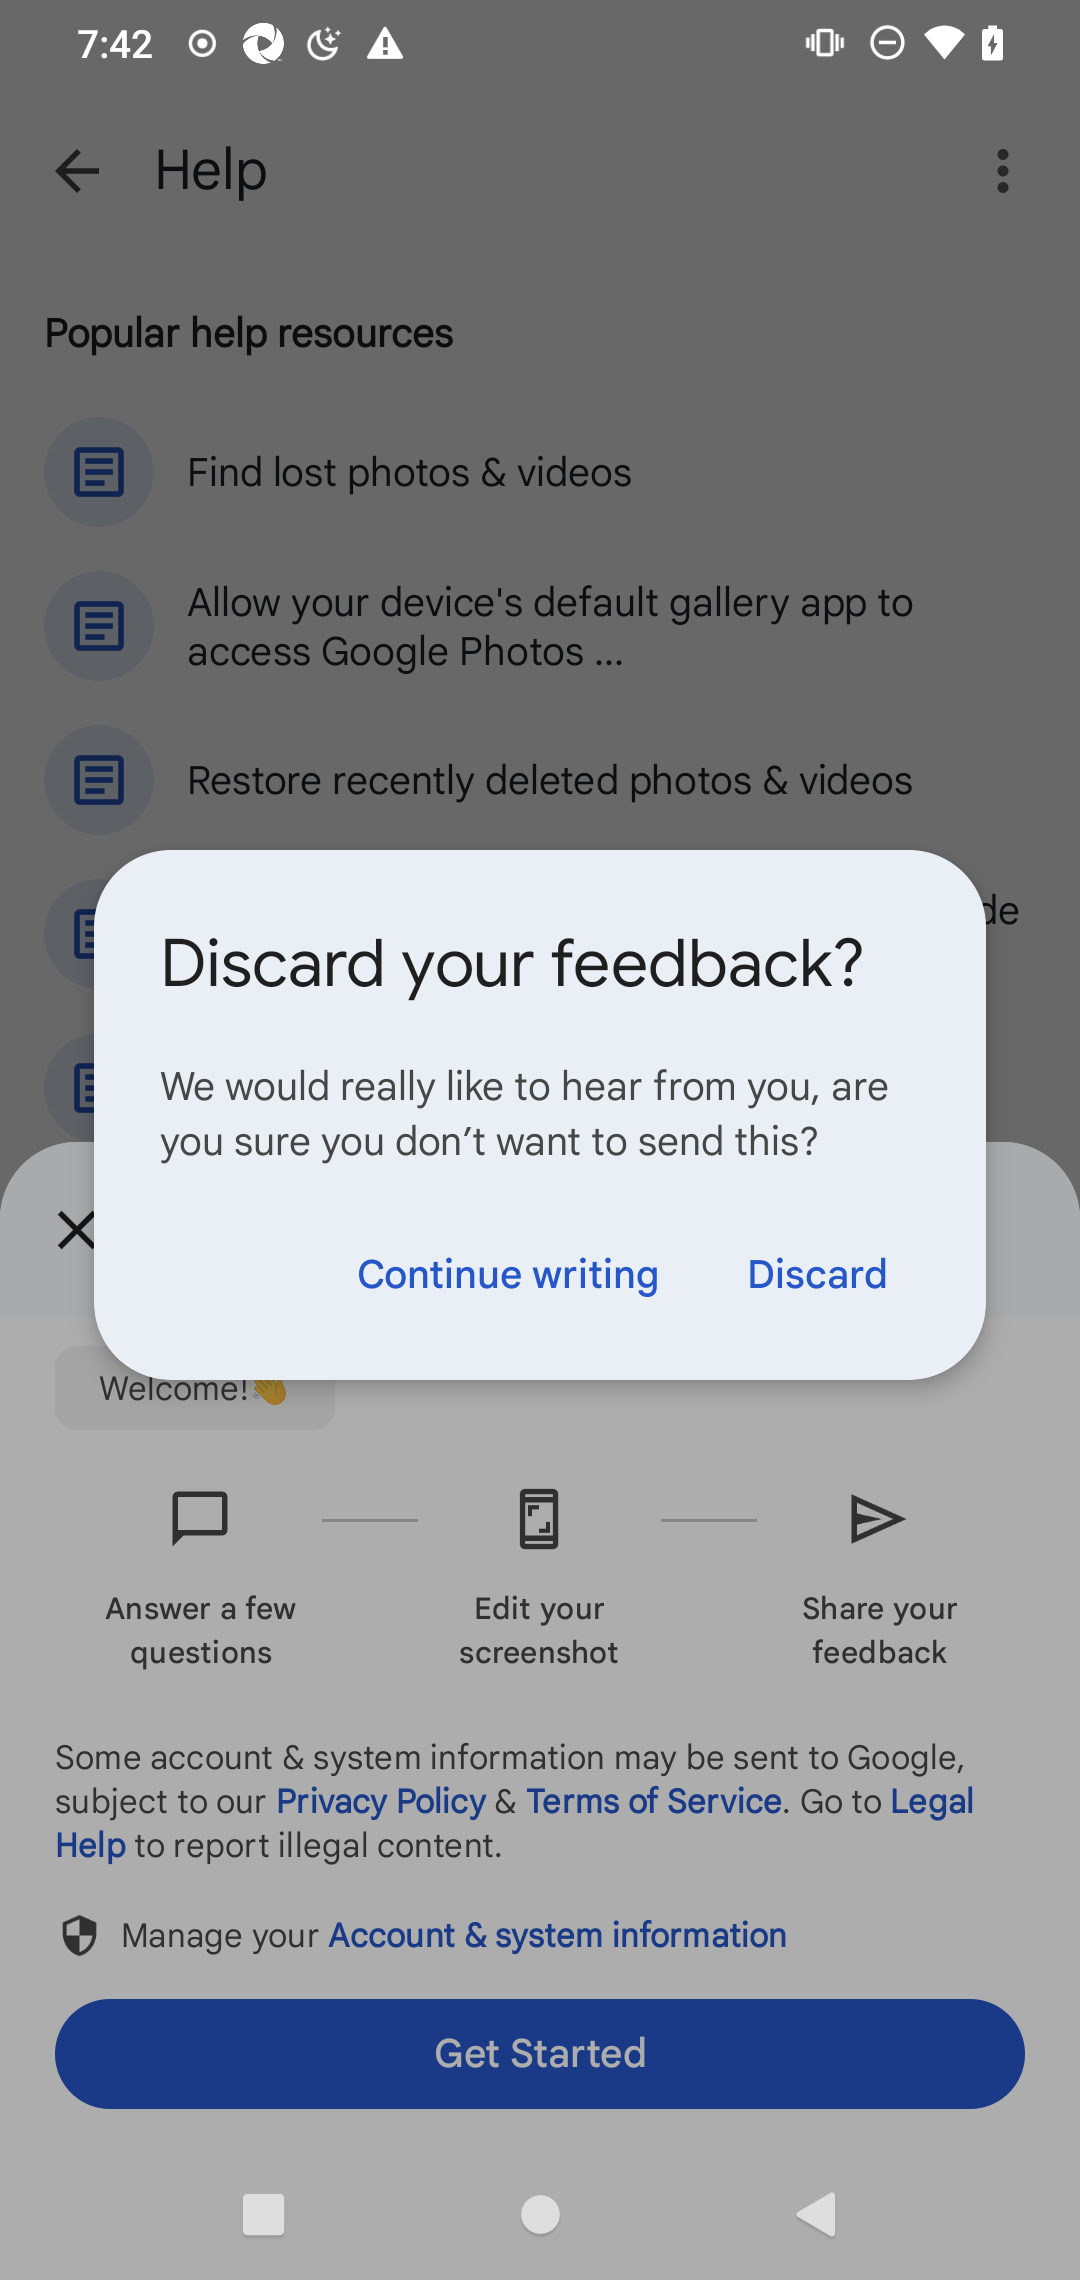 7:42
Help
Popular help resources
Find lost photos & videos
Allow your device's default gallery app to
access Google Photos ...
Restore recently deleted photos & videos
Discard your feedback?
We would really like to hear from you, are
you sure you don’t want to send this?
Continue writing Discard
Welcome!👋
Answer a few
questions
Edit your
screenshot
Share your
feedback
Some account & system information may be sent to Google,
subject to our Privacy Policy & Terms of Service. Go to Legal
Help to report illegal content.
Manage your Account & system information
Get Started